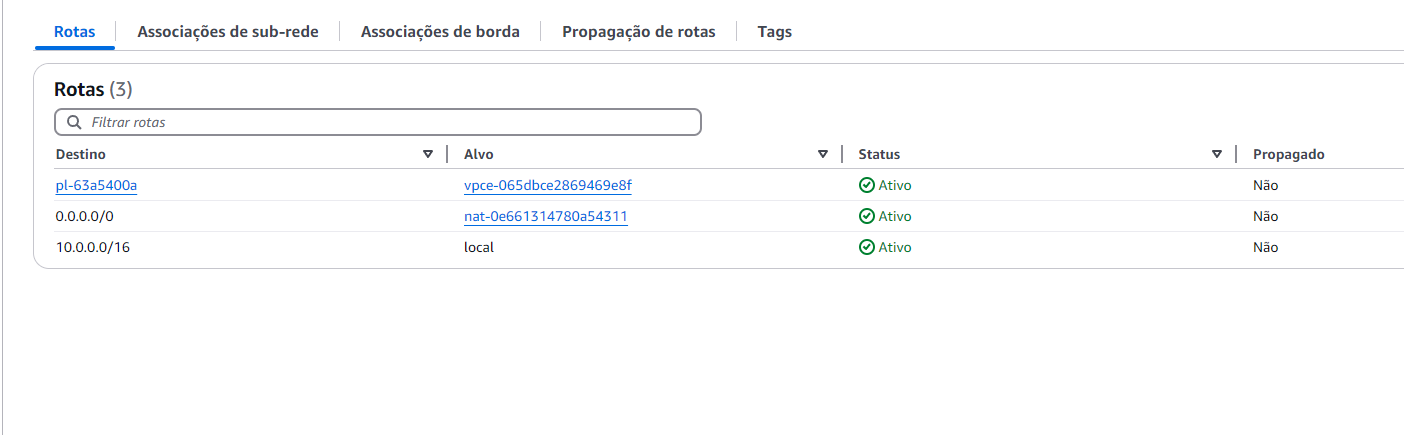 Rotas Associações de sub-rede Associações de borda Propagação de rotas Tags
Rotas (3)
Filtrar rotas
Destino Alvo Status Propagado
pl-63a5400a vpce-065dbce2869469e8f Ativo Não
0.0.0.0/0 nat-0e661314780a54311 Ativo Não
10.0.0.0/16 local Ativo Não